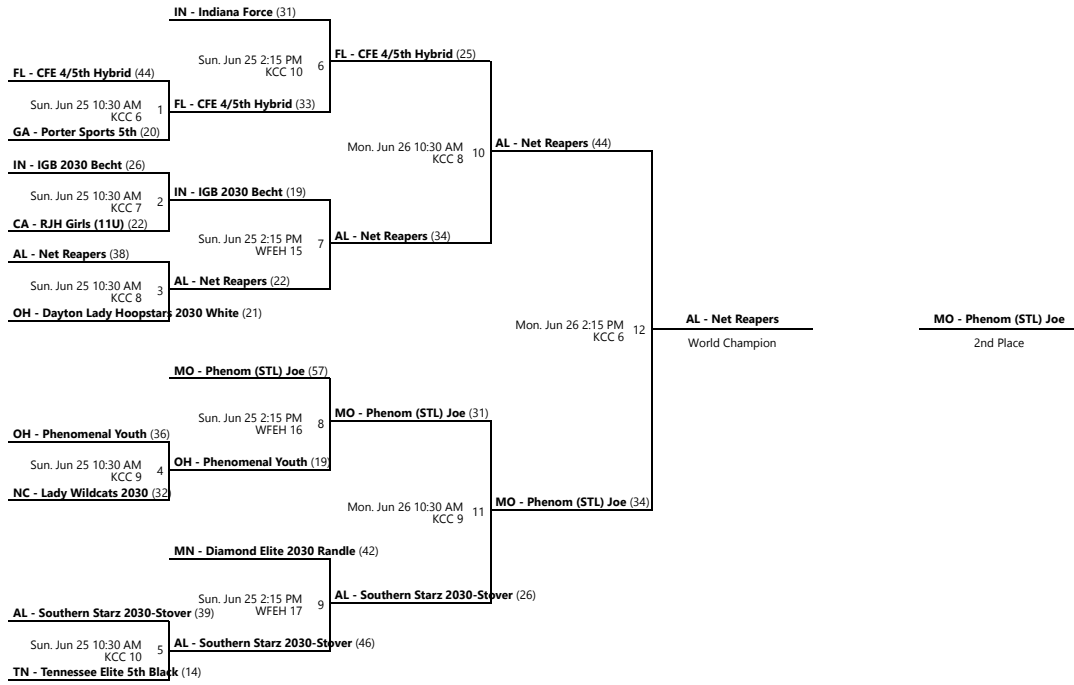 IN - Indiana Force (31)
Sun. Jun 25 2:15 PM
KCC 10
6
FL - CFE 4/5th Hybrid (25)
FL - CFE 4/5th Hybrid (44)
Sun. Jun 25 10:30 AM
KCC 6
1
FL - CFE 4/5th Hybrid (33)
GA - Porter Sports 5th (20)
Mon. Jun 26 10:30 AM
KCC 8
10
AL - Net Reapers (44)
IN - IGB 2030 Becht (26)
Sun. Jun 25 10:30 AM
KCC 7
2
IN - IGB 2030 Becht (19)
CA - RJH Girls (11U) (22)
Sun. Jun 25 2:15 PM
WFEH 15
7
AL - Net Reapers (34)
AL - Net Reapers (38)
Sun. Jun 25 10:30 AM
KCC 8
3
AL - Net Reapers (22)
OH - Dayton Lady Hoopstars 2030 White (21)
Mon. Jun 26 2:15 PM
KCC 6
12
AL - Net Reapers
World Champion
MO - Phenom (STL) Joe
2nd Place
MO - Phenom (STL) Joe (57)
Sun. Jun 25 2:15 PM
WFEH 16
8
MO - Phenom (STL) Joe (31)
OH - Phenomenal Youth (36)
Sun. Jun 25 10:30 AM
KCC 9
4
OH - Phenomenal Youth (19)
NC - Lady Wildcats 2030 (32)
Mon. Jun 26 10:30 AM
KCC 9
11
MO - Phenom (STL) Joe (34)
MN - Diamond Elite 2030 Randle (42)
Sun. Jun 25 2:15 PM
WFEH 17
9
AL - Southern Starz 2030-Stover (26)
AL - Southern Starz 2030-Stover (39)
Sun. Jun 25 10:30 AM
KCC 10
5
AL - Southern Starz 2030-Stover (46)
TN - Tennessee Elite 5th Black (14)